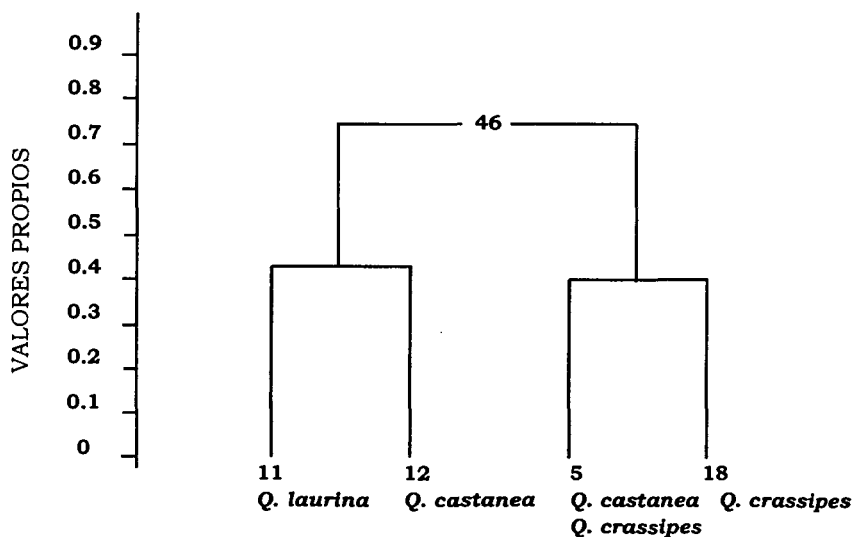 VALORES PROPIOS
0.9
0.8
0.7
0.6
0.5
0.4
0.3
0.2
0.1
0
46
11 12 5 18
Q. laurina Q. castanea Q. castanea Q. crassipes
Q. crassipes